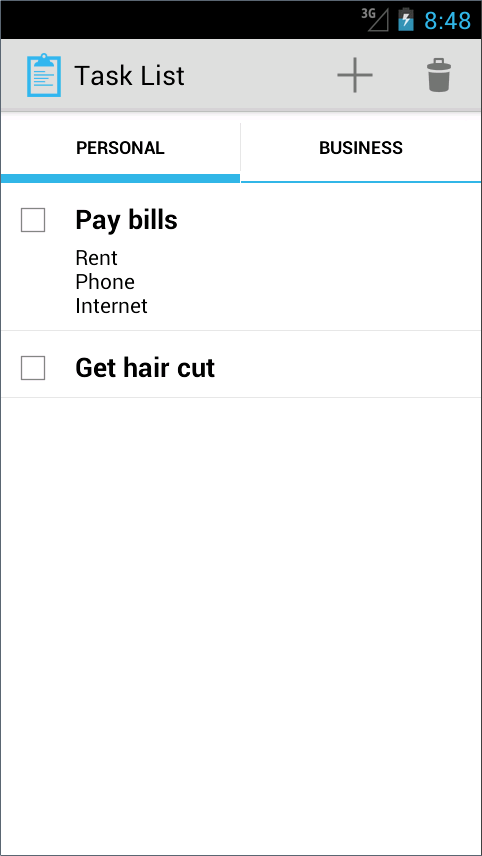 3G 8:48
Task List
PERSONAL BUSINESS
Pay bills
Rent
Phone
Internet
Get hair cut